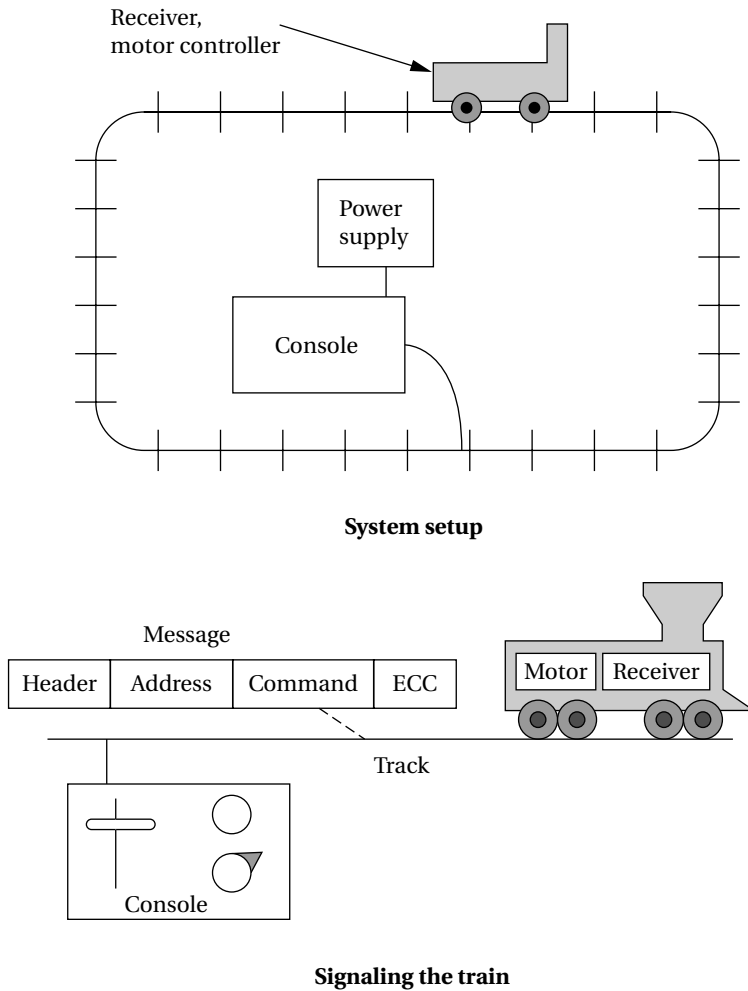 Receiver,
motor controller
Power
supply
Console
System setup
Message
Header Address Command ECC
Motor Receiver
Track
Console
Signaling the train